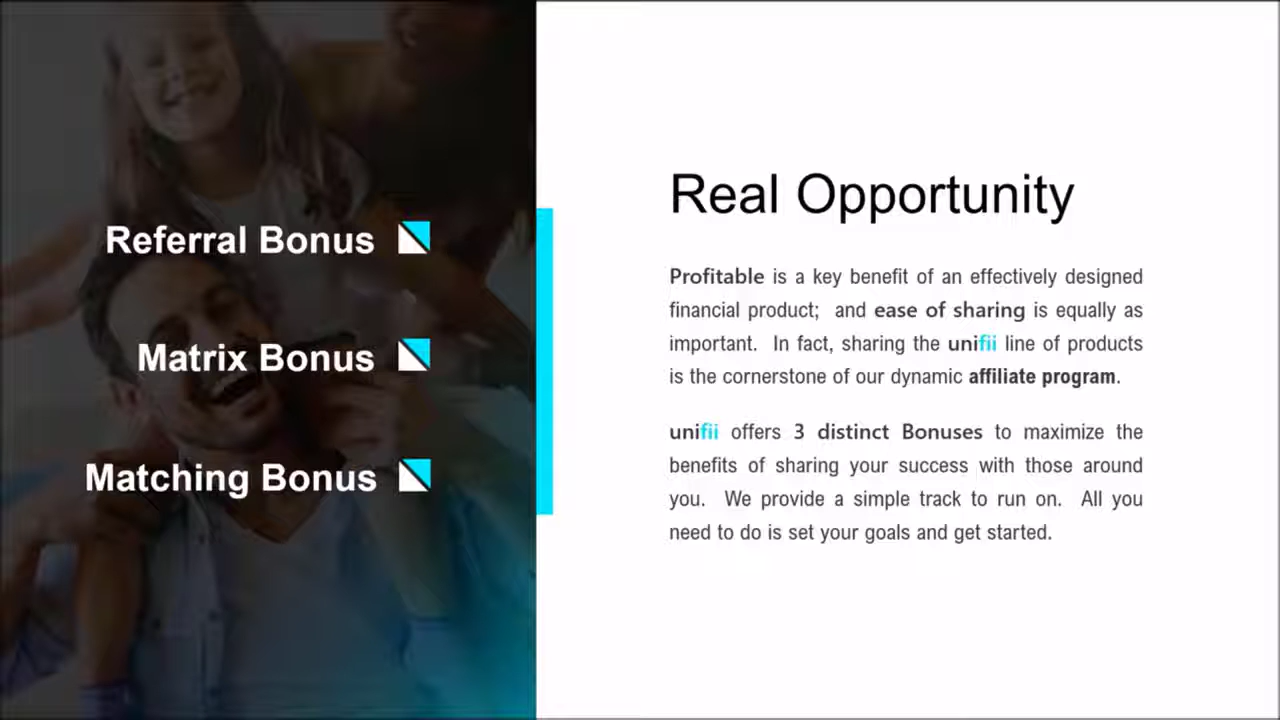 Referral Bonus
Matrix Bonus
Matching Bonus
Real Opportunity
Profitable is a key benefit of an effectively designed
financial product; and ease of sharing is equally as
important. In fact, sharing the unifii line of products
is the cornerstone of our dynamic affiliate program.
unifii offers 3 distinct Bonuses to maximize the
benefits of sharing your success with those around
you. We provide a simple track to run on. All you
need to do is set your goals and get started.